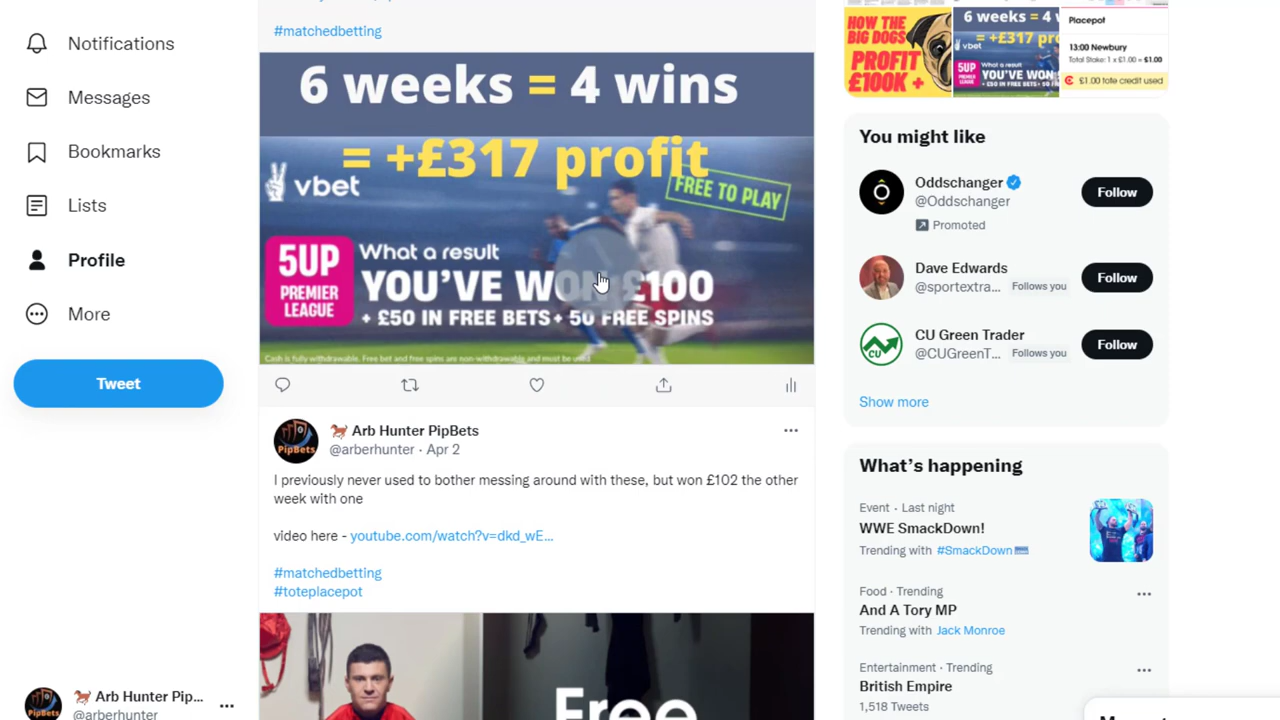 Notifications
Messages
Bookmarks
Lists
Profile
More
Tweet
Arb Hunter Pip...
@arberhunter
#matchedbetting
6 weeks = 4 wins
= +£317 profit
vbet
FREE TO PLAY
5UP
PREMIER
LEAGUE
What a result
YOU'VE WON £100
+ £50 IN FREE BETS+ 50 FREE SPINS
Cash is fully withdrawable. Free bet and free spins are non-withdrawable and must be used
PipBets
Arb Hunter PipBets
@arberhunter · Apr 2
I previously never used to bother messing around with these, but won £102 the other
week with one
video here - youtube.com/watch?v=dkd_wE...
#matchedbetting
#toteplacepot
Free
HOW THE
BIG DOGS
PROFIT
£100K +
6 weeks = 4
= +£317 pro
vbet
5UP
PREMIER
What a result
YOU'VE WON
Placepot
13:00 Newbury
Total Stake: 1 x £1.00 = £1.00
£1.00 tote credit used
You might like
Oddschanger
@Oddschanger
Promoted
Follow
Dave Edwards
@sportextra... Follows you
Follow
CU
CU Green Trader
@CUGreenT... Follows you
Follow
Show more
What's happening
Event · Last night
WWE SmackDown!
Trending with #SmackDown
Food · Trending
And A Tory MP
Trending with Jack Monroe
Entertainment · Trending
British Empire
1,518 Tweets